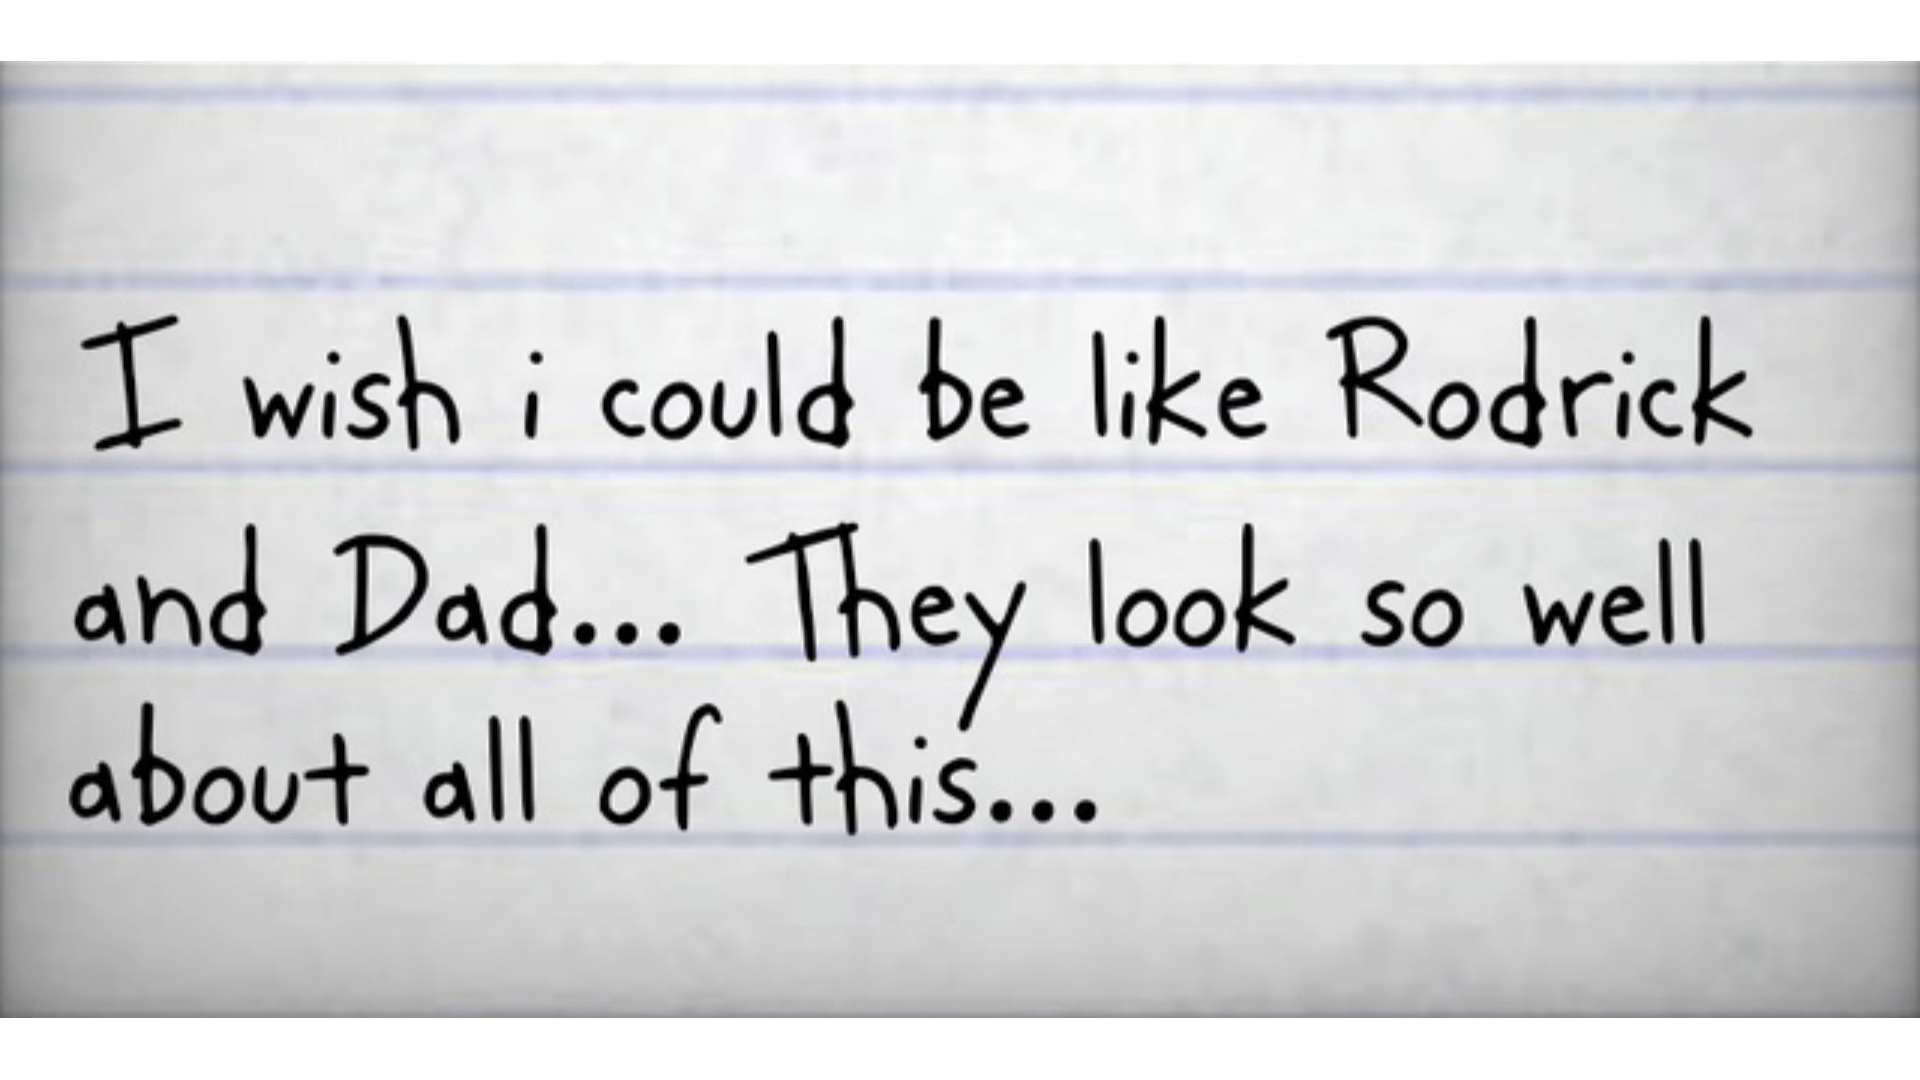 I wish i could be like Rodrick
and Dad... They look so well
about all of this...